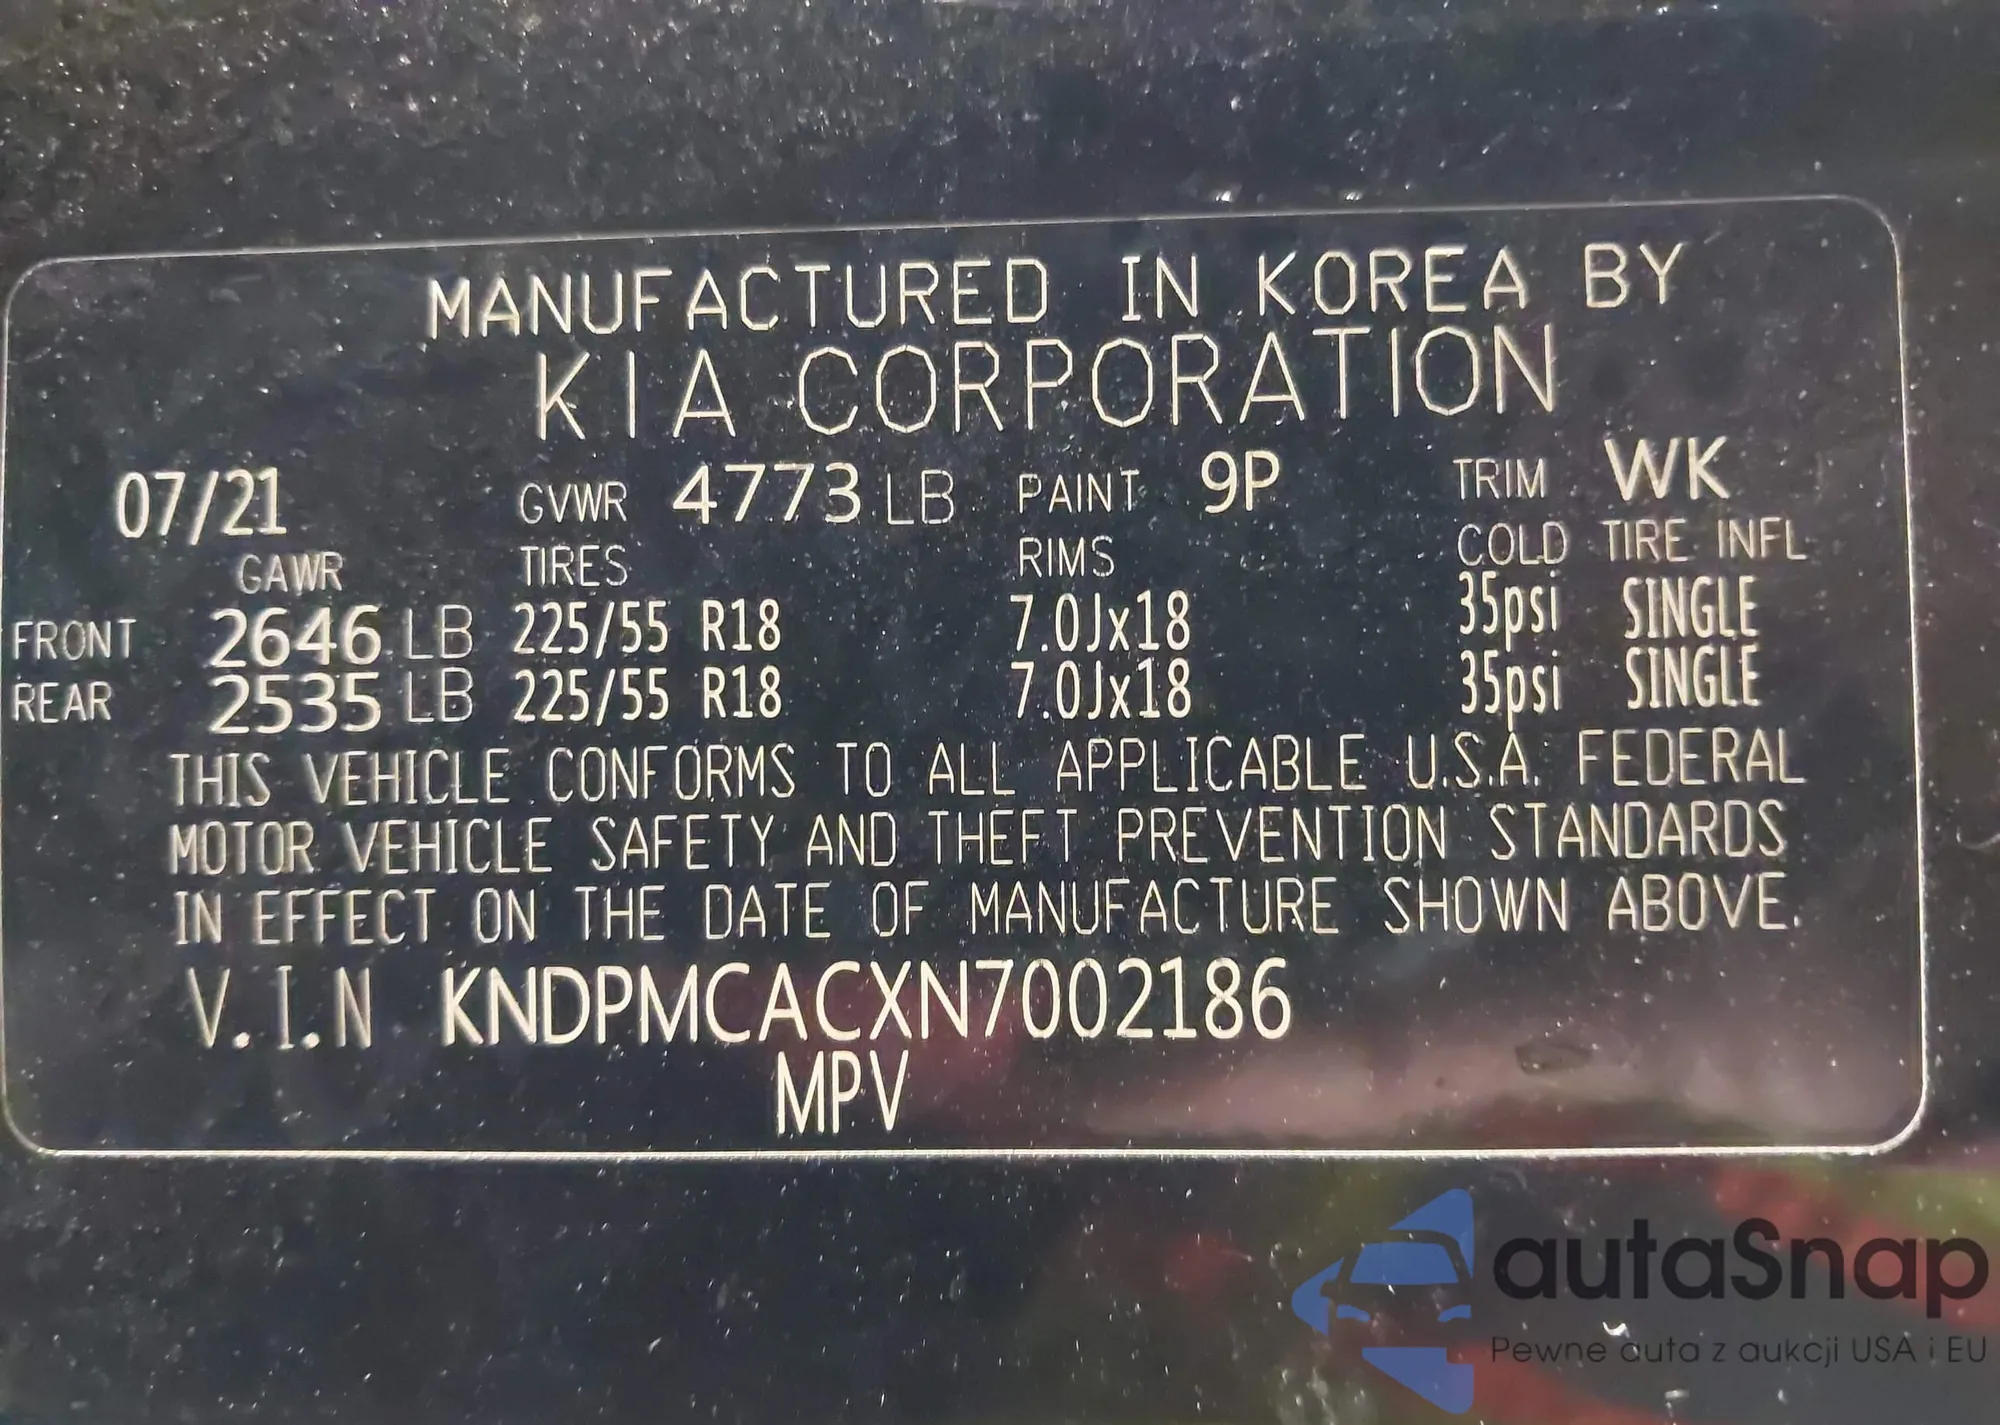 MANUFACTURED IN KOREA BY
KIA CORPORATION
07/21 GVWR 4773 LB PAINT 9P TRIM WK
GAWR TIRES RIMS COLD TIRE INFL
FRONT 2646 LB 225/55 R18 7.0Jx18 35psi SINGLE
REAR 2535 LB 225/55 R18 7.0Jx18 35psi SINGLE
THIS VEHICLE CONFORMS TO ALL APPLICABLE U.S.A. FEDERAL
MOTOR VEHICLE SAFETY AND THEFT PREVENTION STANDARDS
IN EFFECT ON THE DATE OF MANUFACTURE SHOWN ABOVE.
V.I.N KNDPMCACXN7002186
MPV
autaSnap
Pewne auta z aukcji USA i EU